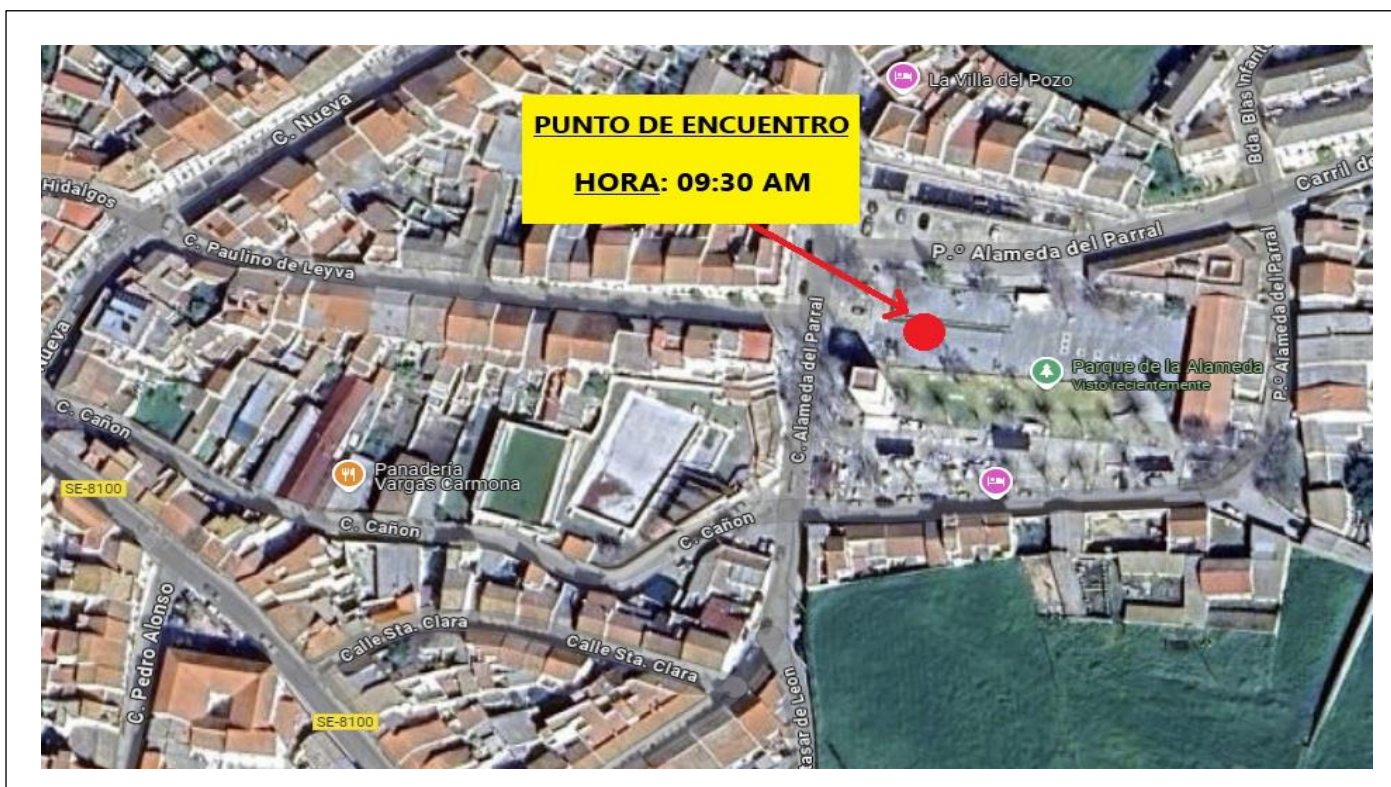 La Villa del Pozo
Bda. Blas Infante
C. Nueva
PUNTO DE ENCUENTRO
HORA: 09:30 AM
Hidalgos
Carril de
C. Paulino de Leyva
P.º Alameda del Parral
P.º Alameda del Parral
C. Alameda del Parral
Parque de la Alameda
Visto recientemente
C. Cañon
Panadería
Vargas Carmona
SE-8100
C. Cañon
C. Cañon
C. Pedro Alonso
Calle Sta. Clara
Calle Sta. Clara
SE-8100
tasar de León